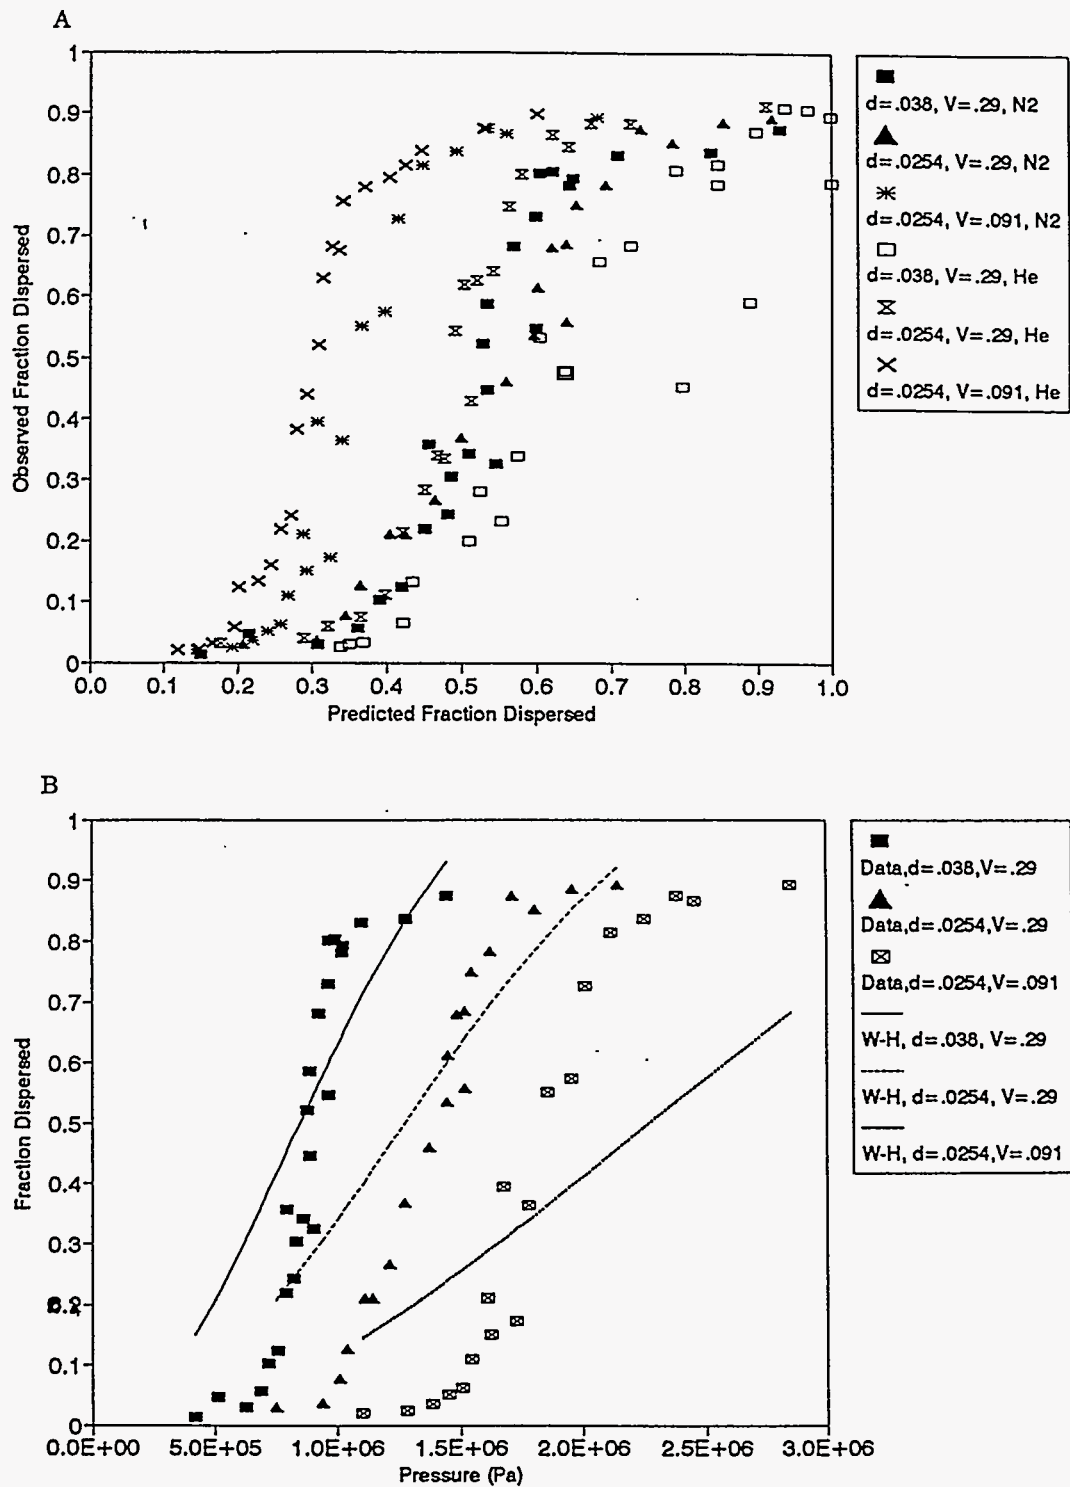 A
1
0.9
0.8
0.7
0.6
0.5
0.4
0.3
0.2
0.1
0
Observed Fraction Dispersed
0.0 0.1 0.2 0.3 0.4 0.5 0.6 0.7 0.8 0.9 1.0
Predicted Fraction Dispersed
d=.038, V=.29, N2
d=.0254, V=.29, N2
d=.0254, V=.091, N2
d=.038, V=.29, He
d=.0254, V=.29, He
d=.0254, V=.091, He
B
1
0.9
0.8
0.7
0.6
0.5
0.4
0.3
0.1
0
Fraction Dispersed
0.0E+00 5.0E+05 1.0E+06 1.5E+06 2.0E+06 2.5E+06 3.0E+06
Pressure (Pa)
Data,d=.038,V=.29
Data,d=.0254,V=.29
Data,d=.0254,V=.091
W-H, d=.038, V=.29
W-H, d=.0254, V=.29
W-H, d=.0254,V=.091